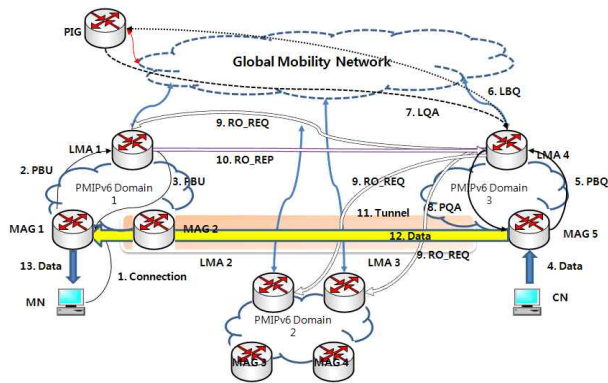 PIG
Global Mobility Network
6. LBQ
7. LQA
9. RO_REQ
LMA 1
LMA 4
2. PBU
10. RO_REP
3. PBU
9. RO_REQ
5. PBQ
PMIPv6 Domain
1
PMIPv6 Domain
3
8. PQA
11. Tunnel
MAG 1
MAG 2
12. Data
MAG 5
9. RO_REQ
13. Data
1. Connection
LMA 2
LMA 3
4. Data
MN
CN
PMIPv6 Domain
2
MAG 3
MAG 4